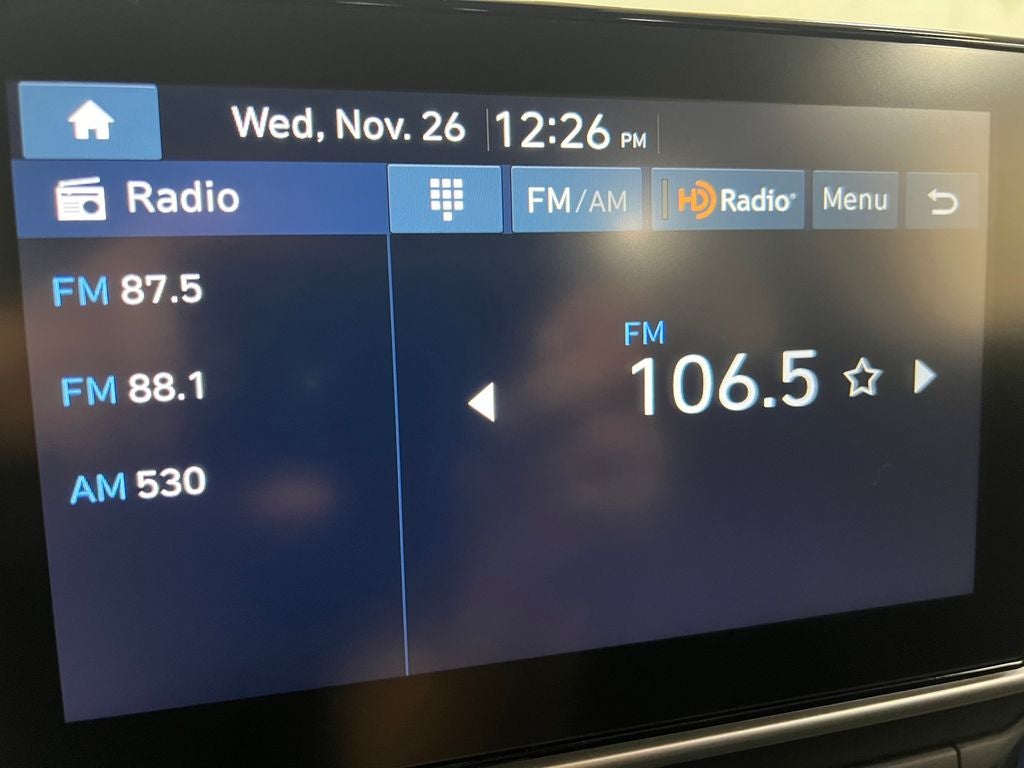 Wed, Nov. 26 12:26 PM
Radio FM/AM HD Radio® Menu
FM 87.5
FM 88.1
AM 530
FM
106.5